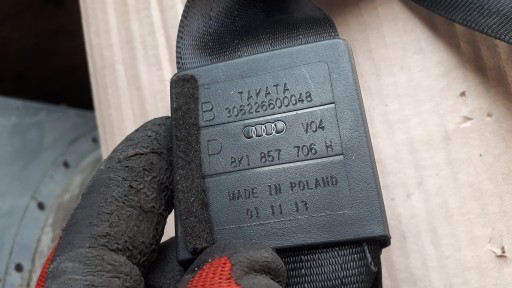 TAKATA
B 306226600048
V04
R 8K1 857 706 H
MADE IN POLAND
01 11 13